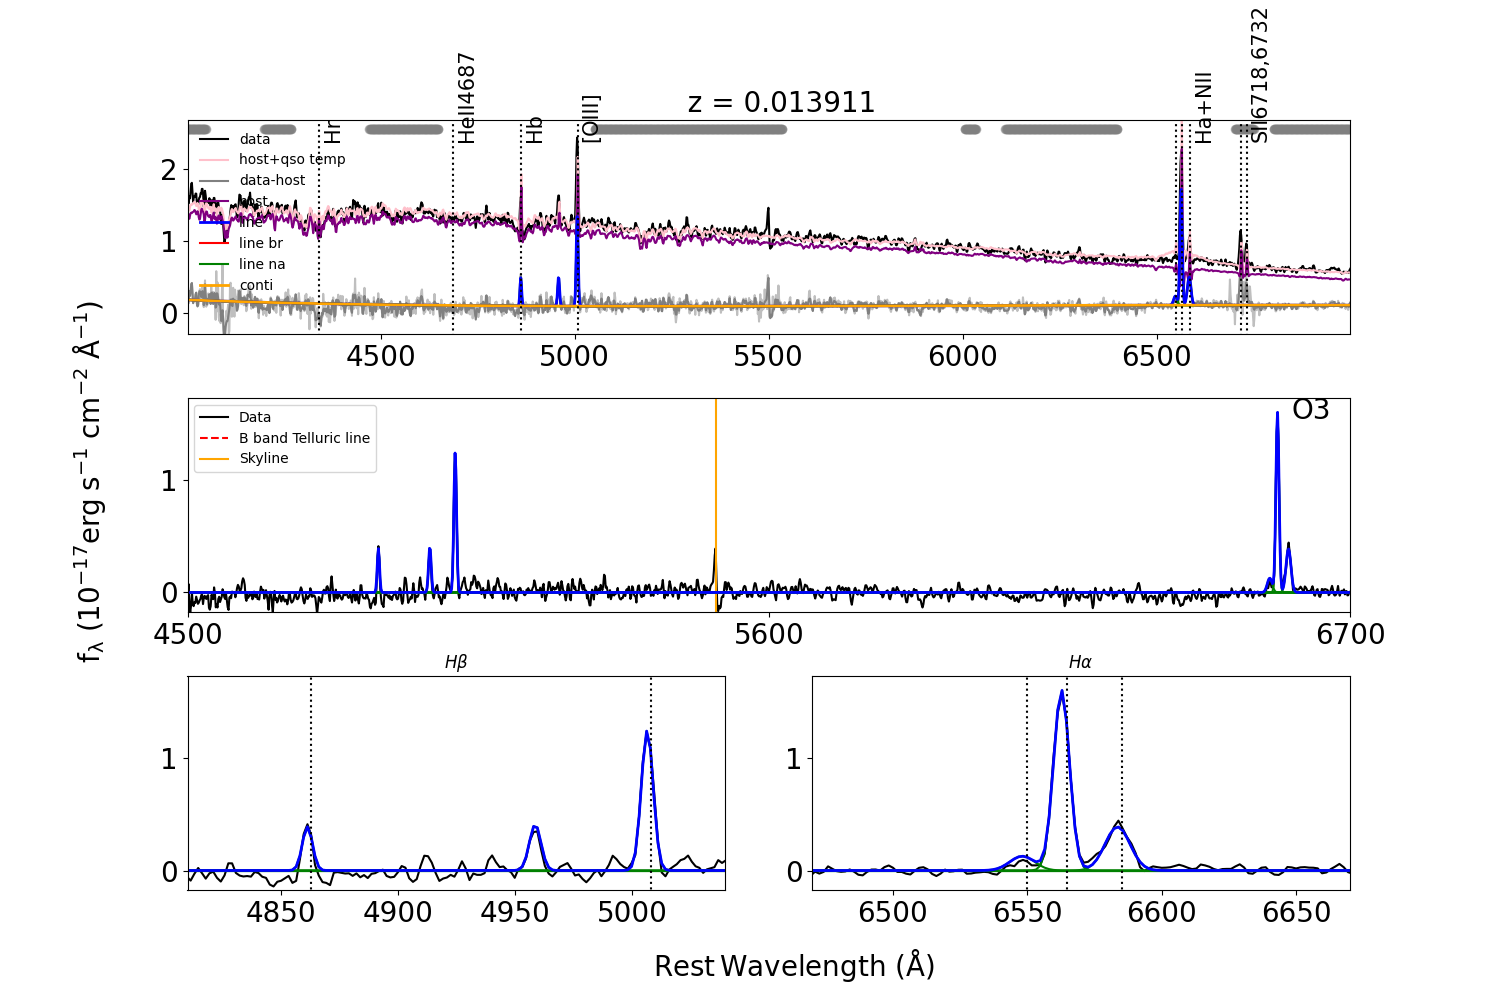 z = 0.013911
Hr
HeII4687
Hb
[OIII]
Ha+NII
SII6718,6732
data
host+qso temp
data-host
host
line
line br
line na
conti
2
1
0
4500 5000 5500 6000 6500
Data
B band Telluric line
Skyline
O3
1
0
4500 5600 6700
fλ (10−17erg s−1 cm−2 Å−1)
Hβ
1
0
4850 4900 4950 5000
Hα
1
0
6500 6550 6600 6650
Rest Wavelength (Å)